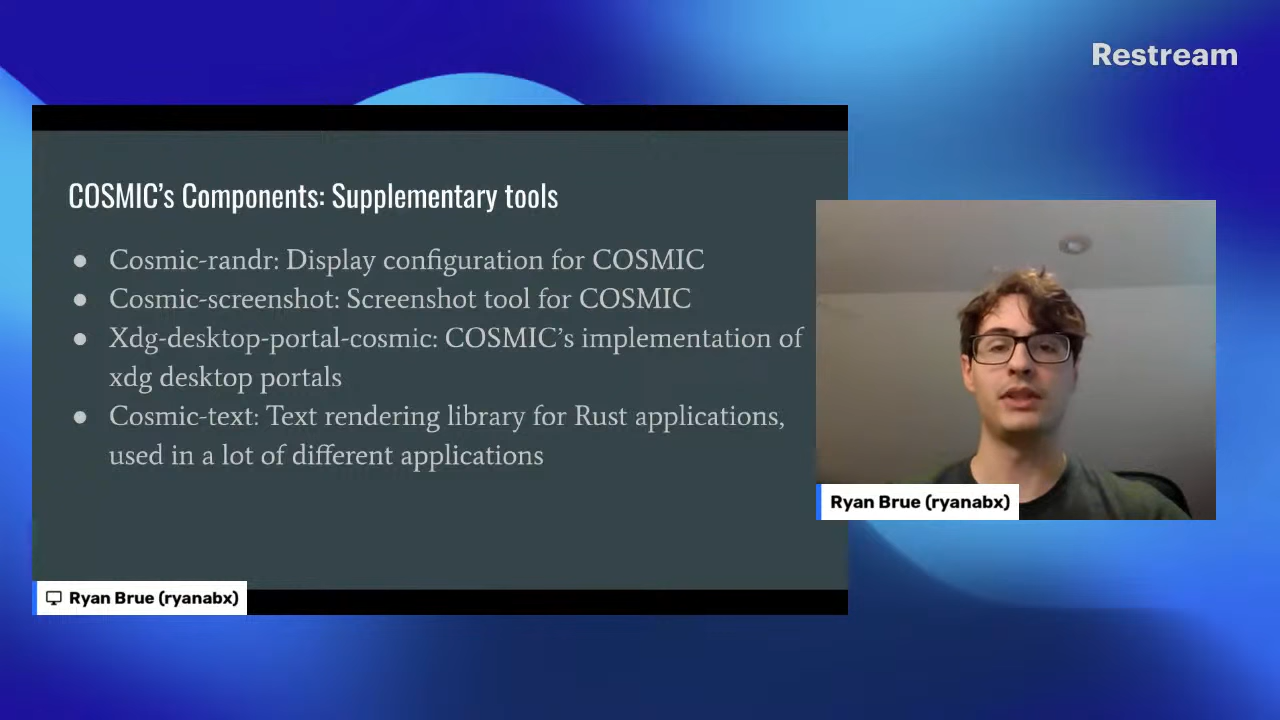 Restream
COSMIC’s Components: Supplementary tools
● Cosmic-randr: Display configuration for COSMIC
● Cosmic-screenshot: Screenshot tool for COSMIC
● Xdg-desktop-portal-cosmic: COSMIC’s implementation of
xdg desktop portals
● Cosmic-text: Text rendering library for Rust applications,
used in a lot of different applications
Ryan Brue (ryanabx)
Ryan Brue (ryanabx)